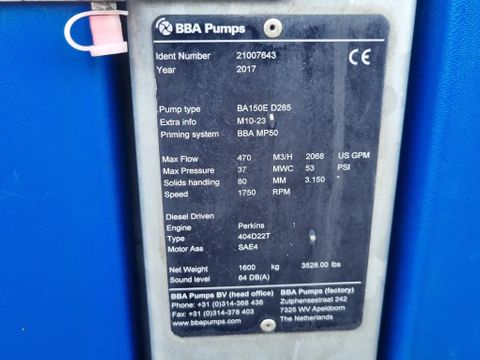 BBA Pumps
Ident Number 21007643 CE
Year 2017
Pump type BA150E D285
Extra info M10-23
Priming system BBA MP50
Max Flow 470 M3/H 2068 US GPM
Max Pressure 37 MWC 53 PSI
Solids handling 80 MM 3.150
Speed 1750 RPM
Diesel Driven
Engine Perkins
Type 404D22T
Motor Ass SAE4
Net Weight 1600 kg 3528.00 lbs
Sound level 64 DB(A)
BBA Pumps BV (head office) BBA Pumps (factory)
Phone: +31 (0)314-368 436 Zutphensestraat 242
Fax: +31 (0)314-378 403 7325 WV Apeldoorn
www.bbapumps.com The Netherlands